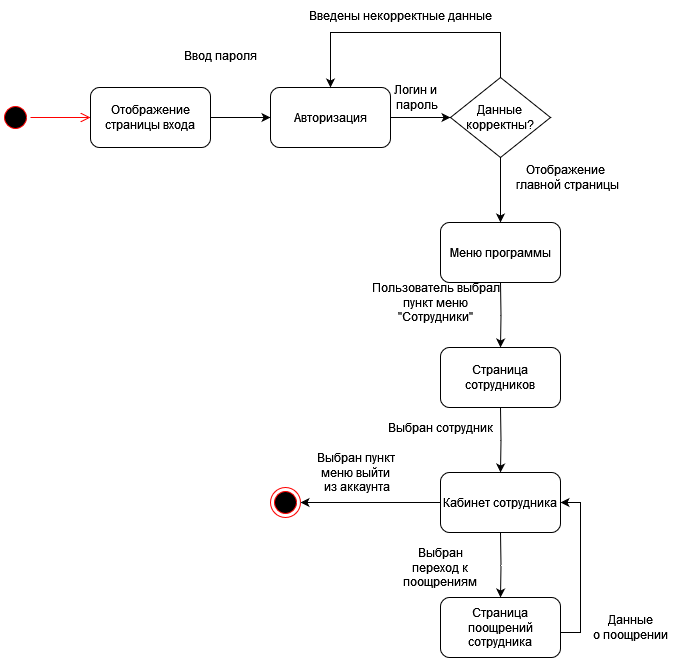 Введены некорректные данные
Ввод пароля
Отображение
страницы входа
Авторизация
Логин и
пароль
Данные
корректны?
Отображение
главной страницы
Меню программы
Пользователь выбрал
пункт меню
"Сотрудники"
Страница
сотрудников
Выбран сотрудник
Выбран пункт
меню выйти
из аккаунта
Кабинет сотрудника
Выбран
переход к
поощрениям
Страница
поощрений
сотрудника
Данные
о поощрении